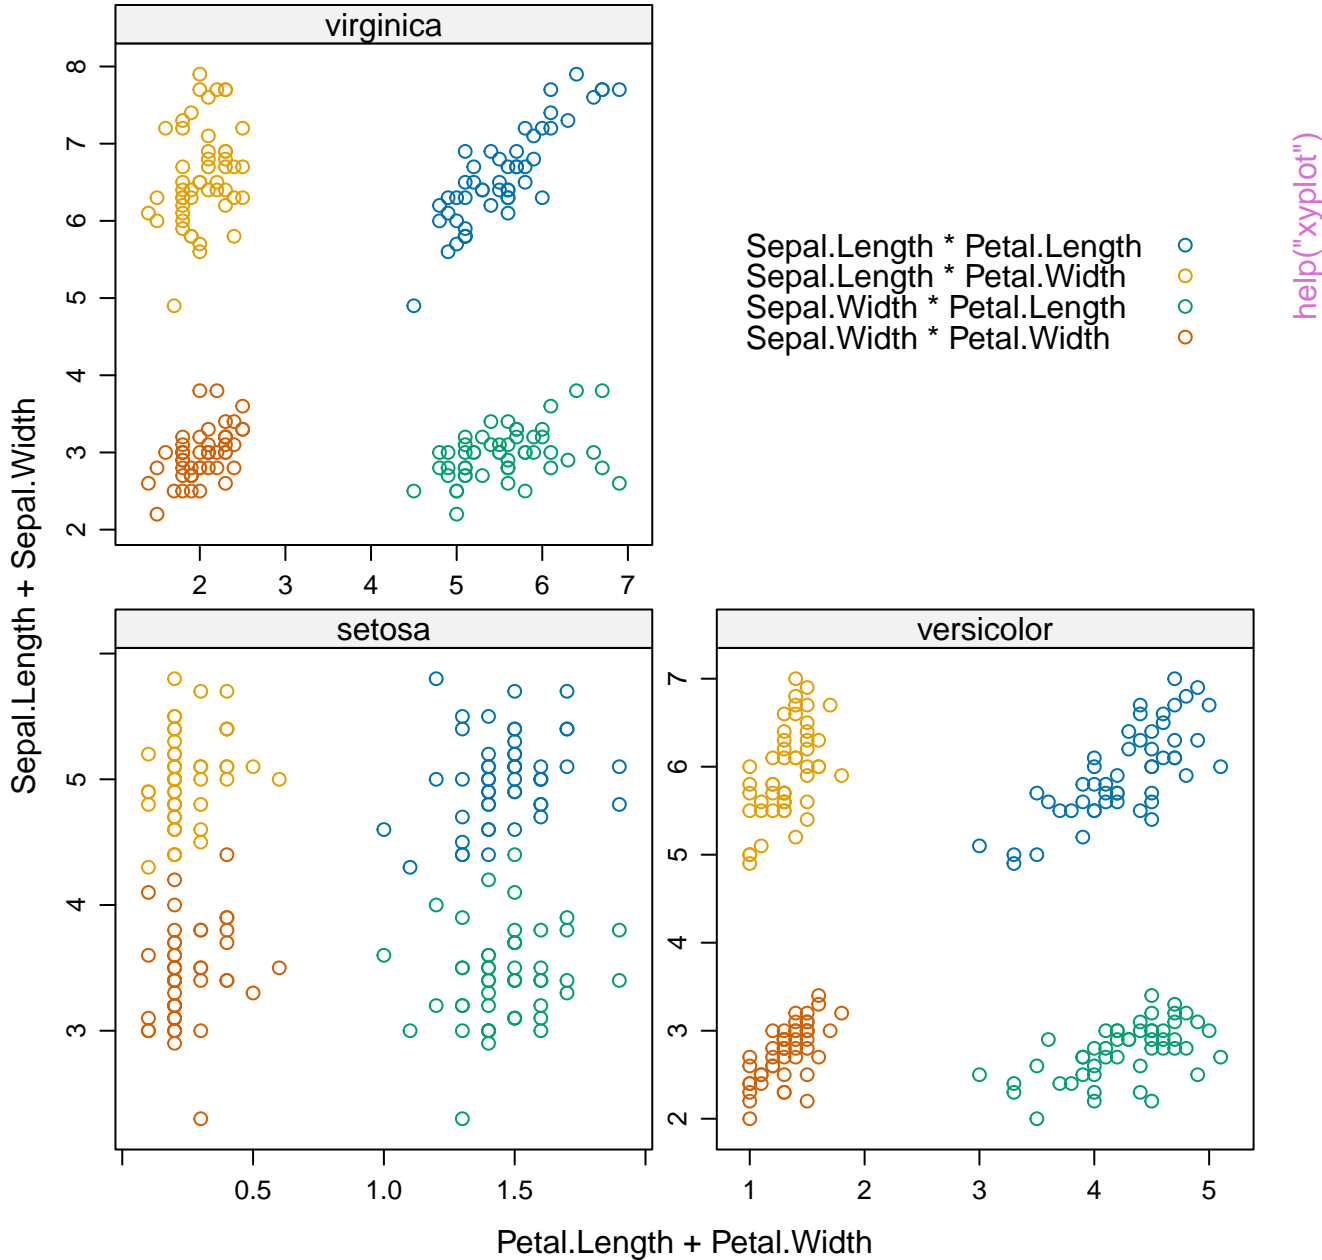 virginica
8
7
6
5
4
3
2
2 3 4 5 6 7
Sepal.Length * Petal.Length
Sepal.Length * Petal.Width
Sepal.Width * Petal.Length
Sepal.Width * Petal.Width
help("xyplot")
Sepal.Length + Sepal.Width
setosa
5
4
3
0.5 1.0 1.5
versicolor
7
6
5
4
3
2
1 2 3 4 5
Petal.Length + Petal.Width